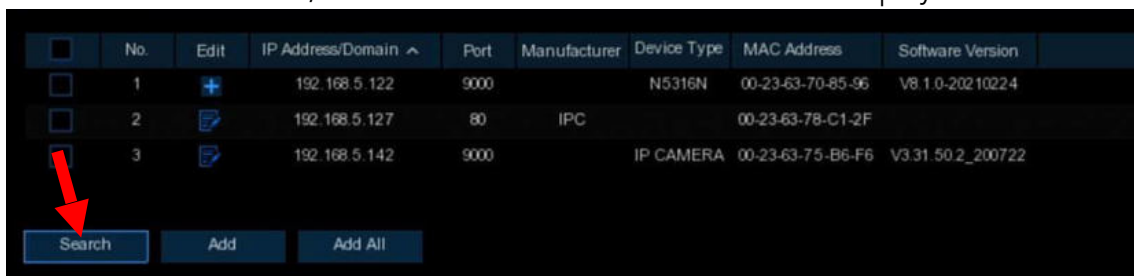 No. Edit IP Address/Domain Port Manufacturer Device Type MAC Address Software Version
1 192.168.5.122 9000 N5316N 00-23-63-70-85-96 V8.1.0-20210224
2 192.168.5.127 80 IPC 00-23-63-78-C1-2F
3 192.168.5.142 9000 IP CAMERA 00-23-63-75-B6-F6 V3.31.50.2_200722
Search Add Add All